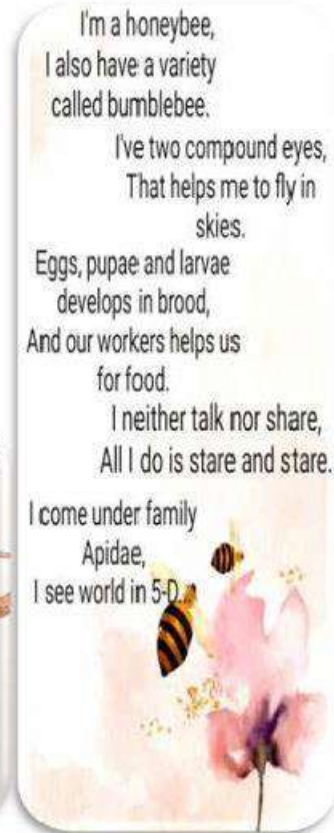 I'm a honeybee,
I also have a variety
called bumblebee.
I've two compound eyes,
That helps me to fly in
skies.
Eggs, pupae and larvae
develops in brood,
And our workers helps us
for food.
I neither talk nor share,
All I do is stare and stare.
I come under family
Apidae,
I see world in 5-D..